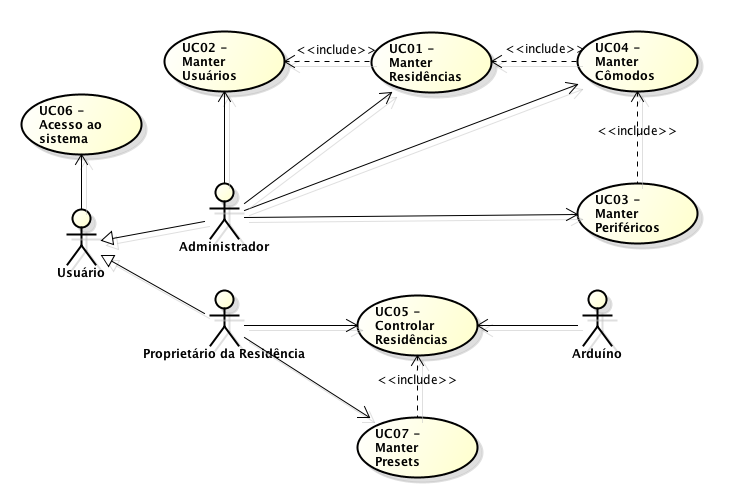 UC02 -
Manter
Usuários
<<include>>
UC01 -
Manter
Residências
<<include>>
UC04 -
Manter
Cômodos
UC06 -
Acesso ao
sistema
<<include>>
UC03 -
Manter
Periféricos
Administrador
Usuário
UC05 -
Controlar
Residências
Proprietário da Residência
Arduíno
<<include>>
UC07 -
Manter
Presets